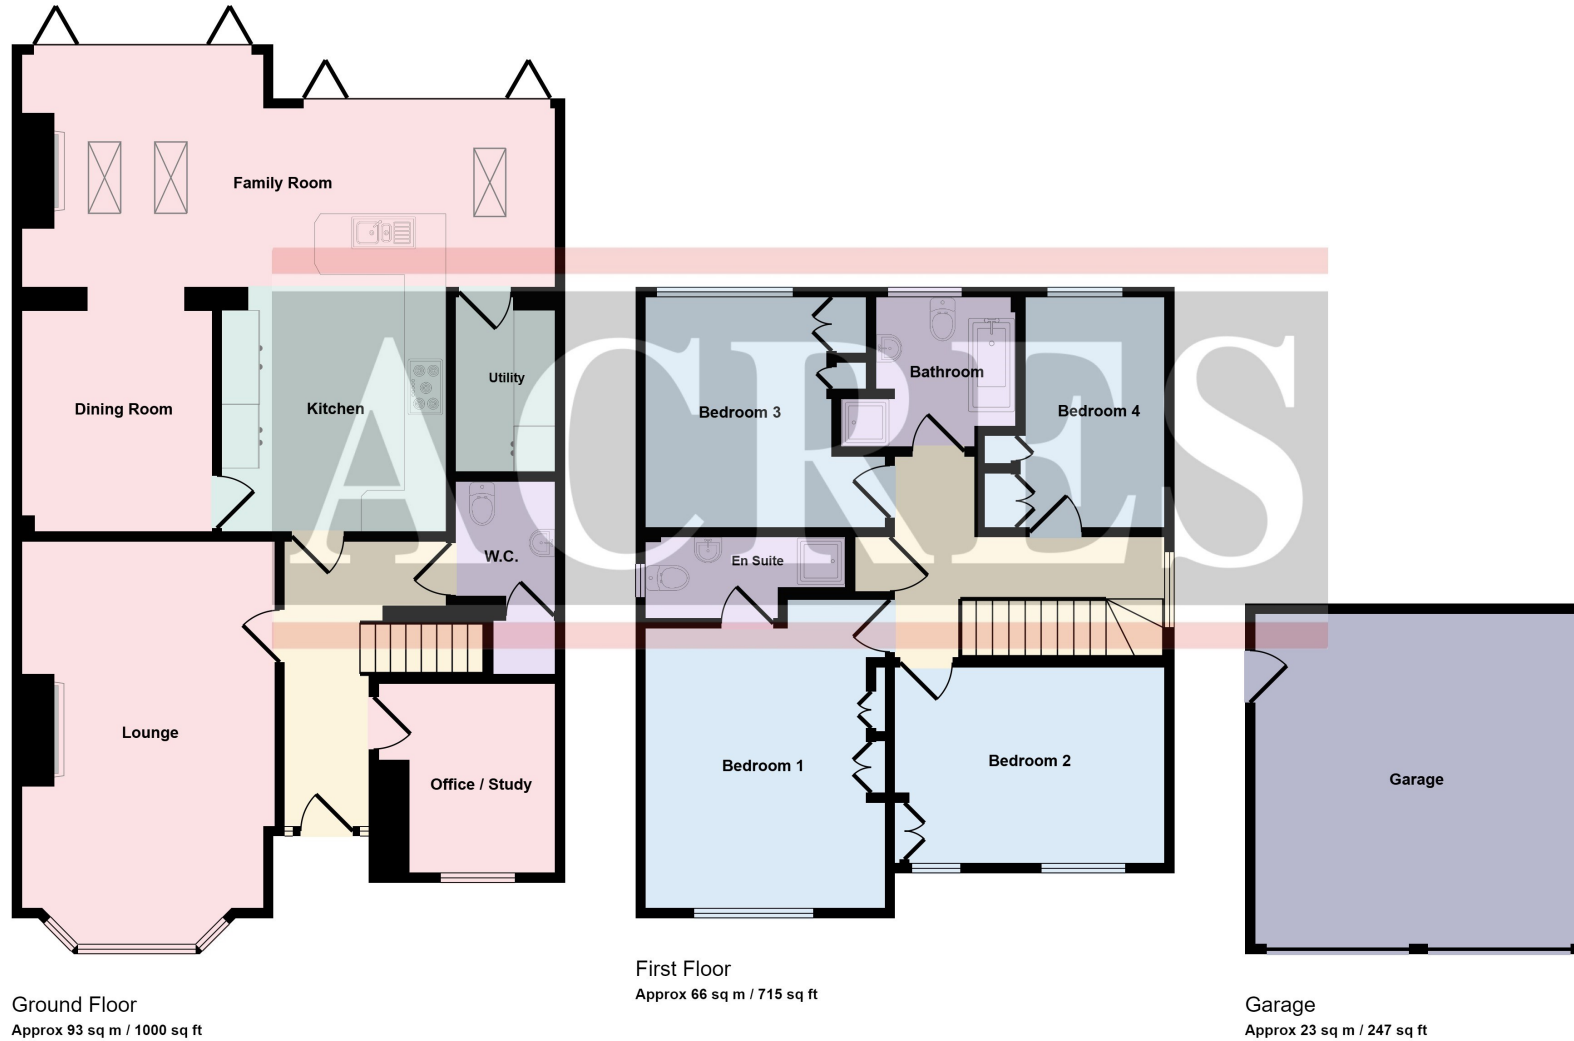 Family Room
Dining Room
Kitchen
Utility
W.C.
Lounge
Office / Study
Ground Floor
Approx 93 sq m / 1000 sq ft
Bedroom 3
Bathroom
Bedroom 4
En Suite
Bedroom 1
Bedroom 2
First Floor
Approx 66 sq m / 715 sq ft
Garage
Garage
Approx 23 sq m / 247 sq ft
ACRES